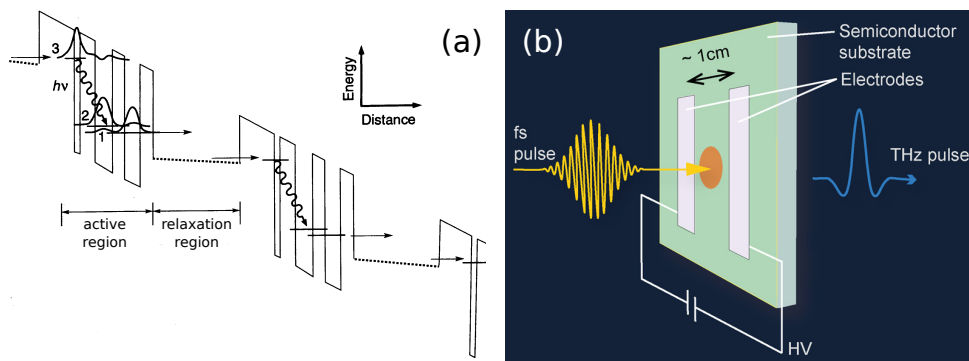 (a)
3
hν
2
1
Energy
Distance
active
region
relaxation
region
(b)
Semiconductor
substrate
~ 1cm
Electrodes
fs
pulse
THz pulse
HV